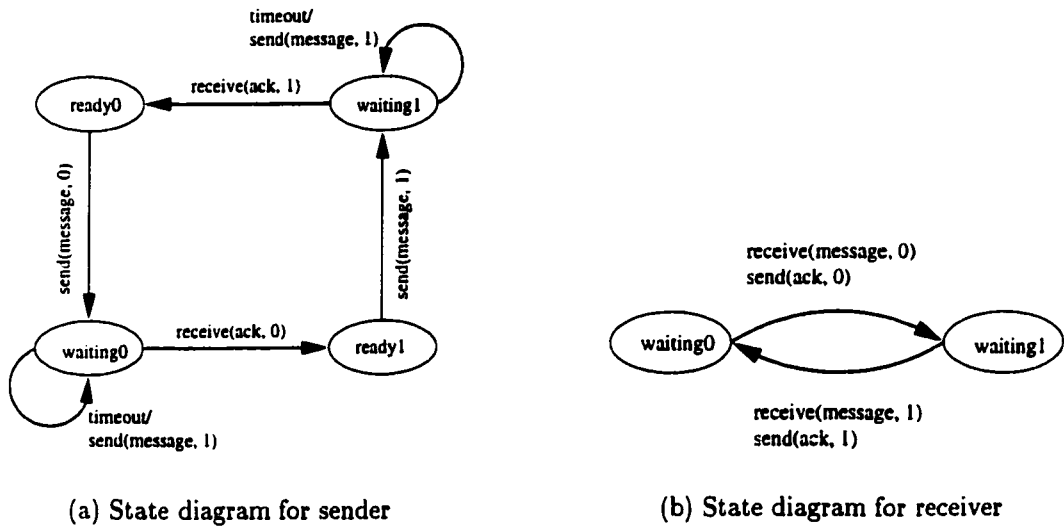 timeout/
send(message, 1)
receive(ack, 1)
ready0
waiting1
send(message, 0)
send(message, 1)
receive(ack, 0)
waiting0
ready1
timeout/
send(message, 1)
(a) State diagram for sender
receive(message, 0)
send(ack, 0)
waiting0
waiting1
receive(message, 1)
send(ack, 1)
(b) State diagram for receiver